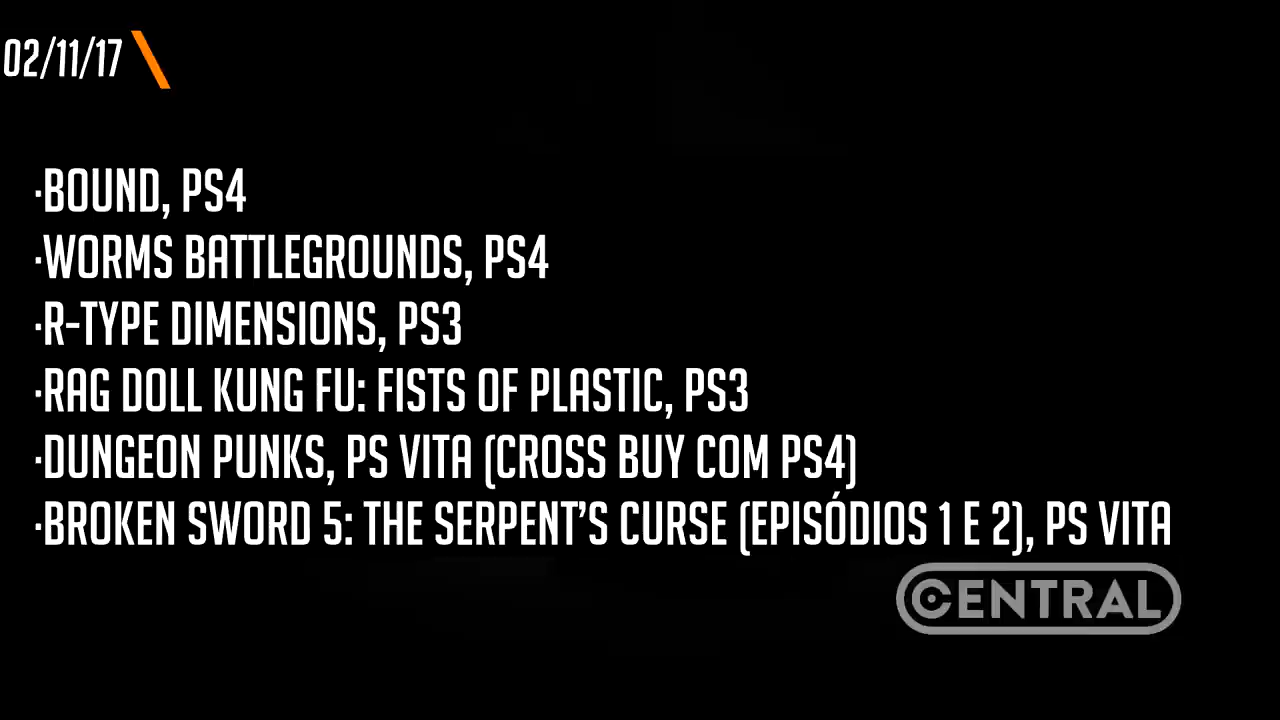 02/11/17
·BOUND, PS4
·WORMS BATTLEGROUNDS, PS4
·R-TYPE DIMENSIONS, PS3
·RAG DOLL KUNG FU: FISTS OF PLASTIC, PS3
·DUNGEON PUNKS, PS VITA (CROSS BUY COM PS4)
·BROKEN SWORD 5: THE SERPENT’S CURSE (EPISÓDIOS 1 E 2), PS VITA
CENTRAL